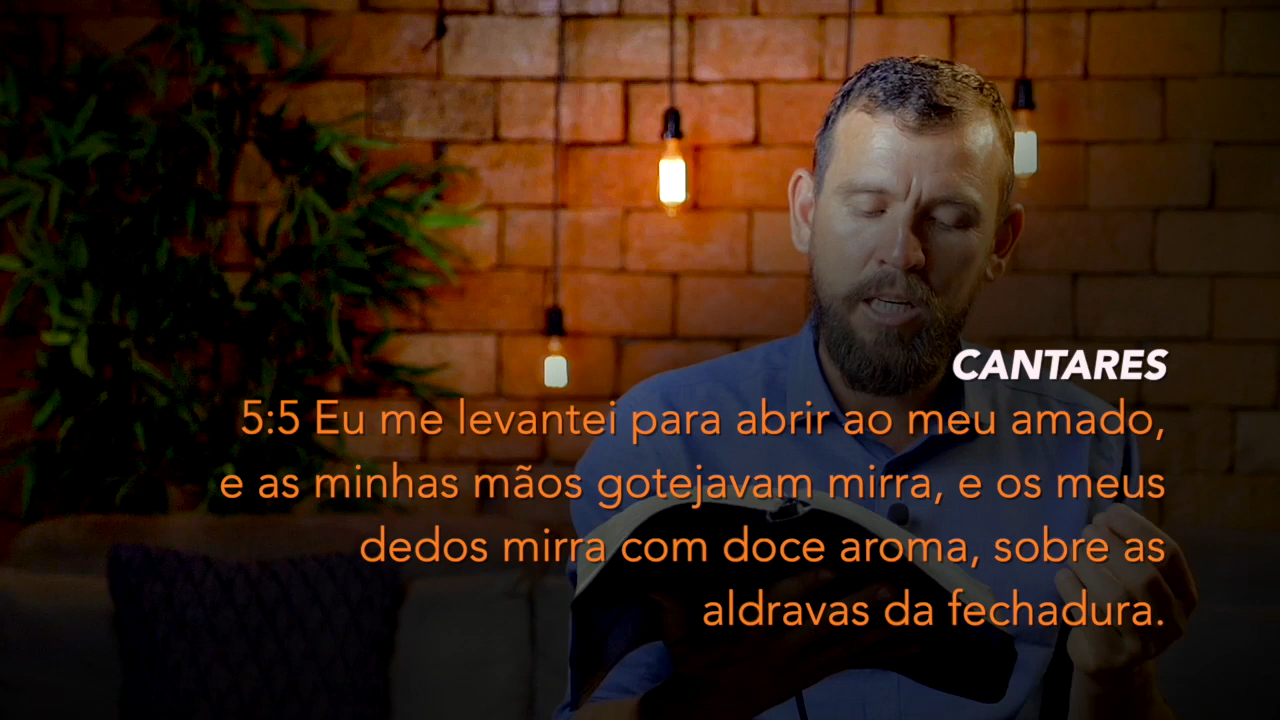 CANTARES
5:5 Eu me levantei para abrir ao meu amado,
e as minhas mãos gotejavam mirra, e os meus
dedos mirra com doce aroma, sobre as
aldravas da fechadura.